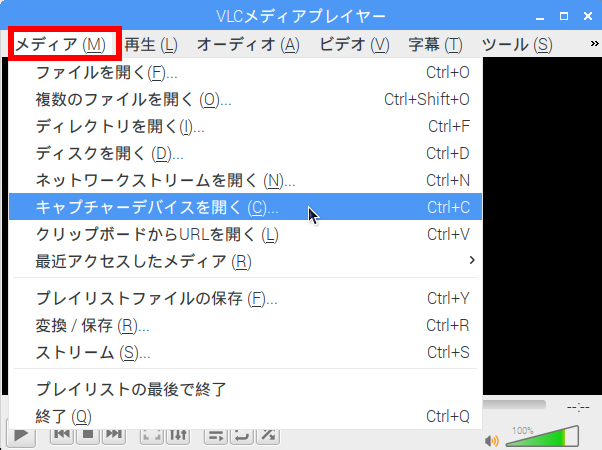 VLCメディアプレイヤー
メディア (M) 再生 (L) オーディオ (A) ビデオ (V) 字幕 (T) ツール (S) »
ファイルを開く(F)... Ctrl+O
複数のファイルを開く (O)... Ctrl+Shift+O
ディレクトリを開く(I)... Ctrl+F
ディスクを開く (D)... Ctrl+D
ネットワークストリームを開く (N)... Ctrl+N
キャプチャーデバイスを開く (C)... Ctrl+C
クリップボードからURLを開く (L) Ctrl+V
最近アクセスしたメディア (R)
プレイリストファイルの保存 (F)... Ctrl+Y
変換 / 保存 (R)... Ctrl+R
ストリーム (S)... Ctrl+S
プレイリストの最後で終了
終了 (Q) Ctrl+Q
--:--
100%